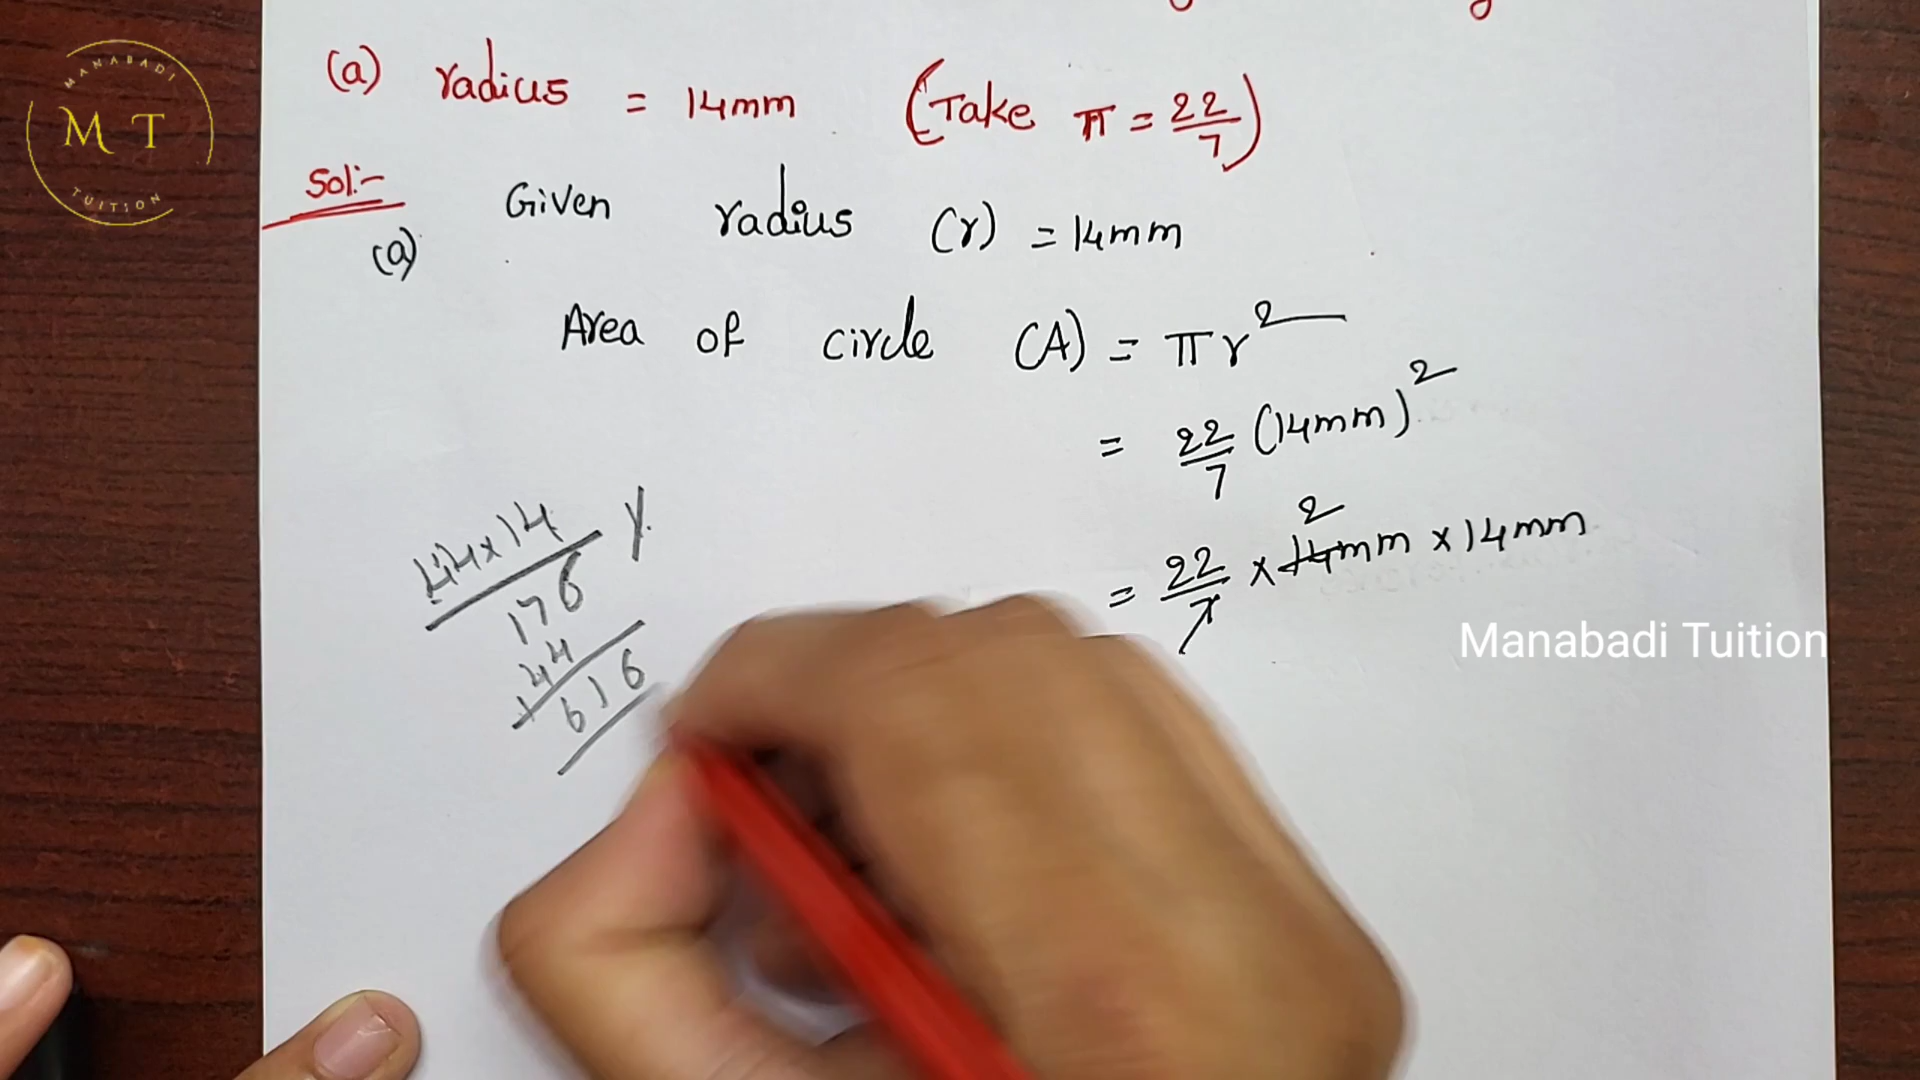 MANABADI
M T
TUITION
(a) radius = 14mm (Take π = 22/7)
Sol:-
(a) Given radius (r) = 14mm
Area of circle (A) = πr²
= 22/7 (14mm)²
2
= 22/7 × 14mm × 14mm
44×14
176
+44
616
Manabadi Tuition